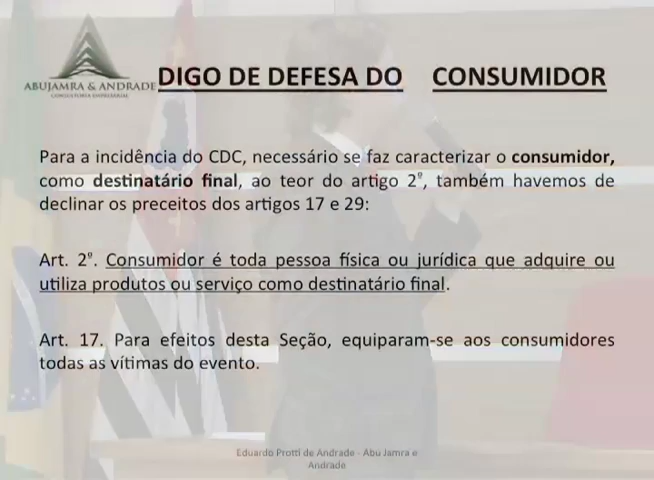 ABUJAMRA & ANDRADE
CONSULTORIA EMPRESARIAL
DIGO DE DEFESA DO CONSUMIDOR
Para a incidência do CDC, necessário se faz caracterizar o consumidor,
como destinatário final, ao teor do artigo 2º, também havemos de
declinar os preceitos dos artigos 17 e 29:
Art. 2º. Consumidor é toda pessoa física ou jurídica que adquire ou
utiliza produtos ou serviço como destinatário final.
Art. 17. Para efeitos desta Seção, equiparam-se aos consumidores
todas as vítimas do evento.
Eduardo Protti de Andrade - Abu Jamra e
Andrade